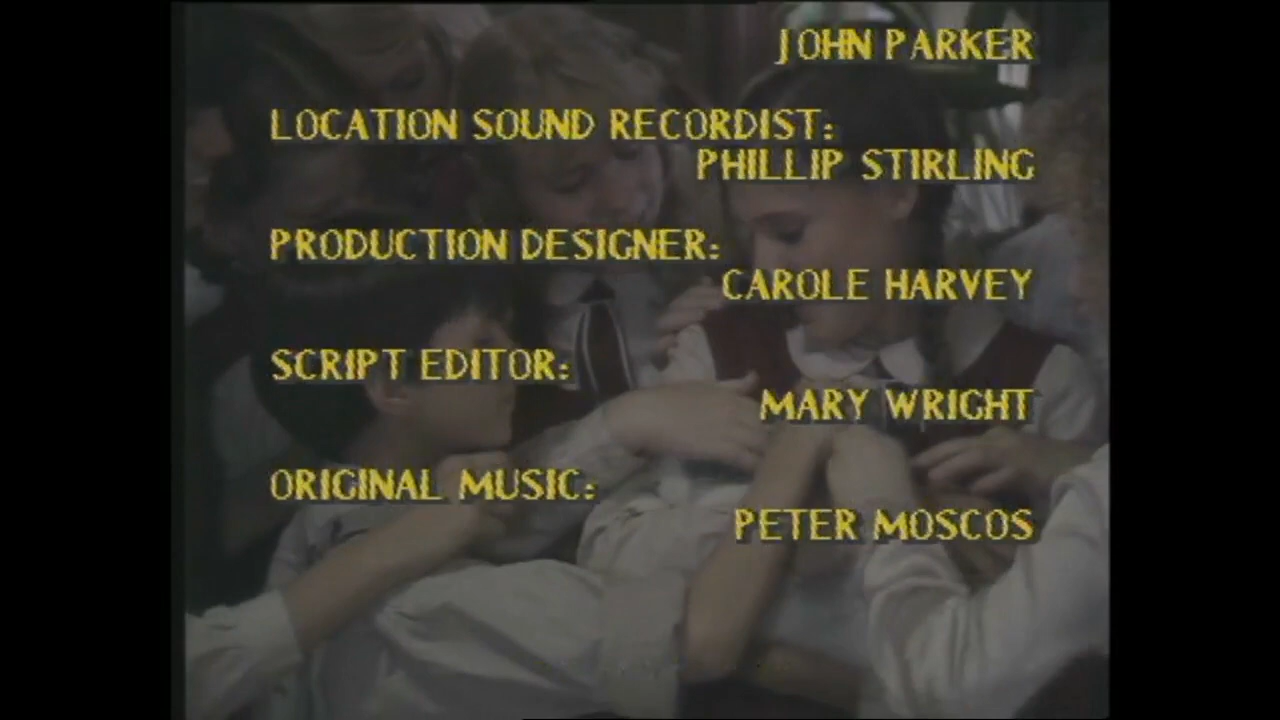 JOHN PARKER
LOCATION SOUND RECORDIST:
PHILLIP STIRLING
PRODUCTION DESIGNER:
CAROLE HARVEY
SCRIPT EDITOR:
MARY WRIGHT
ORIGINAL MUSIC:
PETER MOSCOS